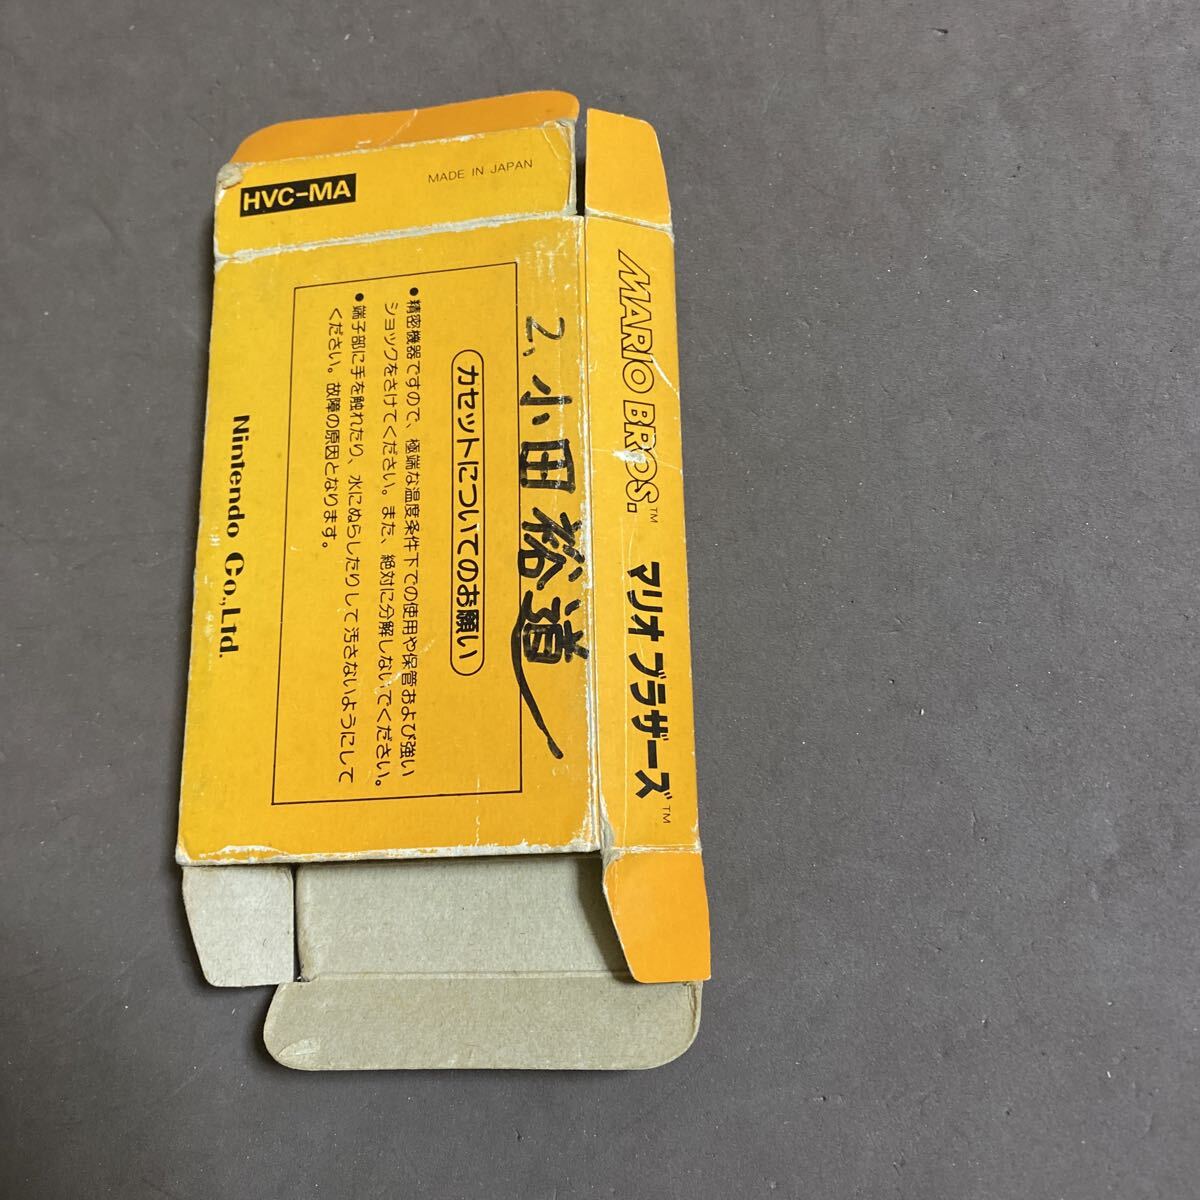 HVC-MA
MADE IN JAPAN
2、小田裕道
カセットについてのお願い
●精密機器ですので、極端な温度条件下での使用や保管および強い
ショックをさけてください。また、絶対に分解しないでください。
●端子部に手を触れたり、水にぬらしたりして汚さないようにして
ください。故障の原因となります。
Nintendo Co.,Ltd.
MARIO BROS.™ マリオブラザーズ™